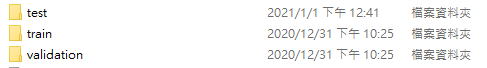 test 2021/1/1 下午 12:41 檔案資料夾
train 2020/12/31 下午 10:25 檔案資料夾
validation 2020/12/31 下午 10:25 檔案資料夾